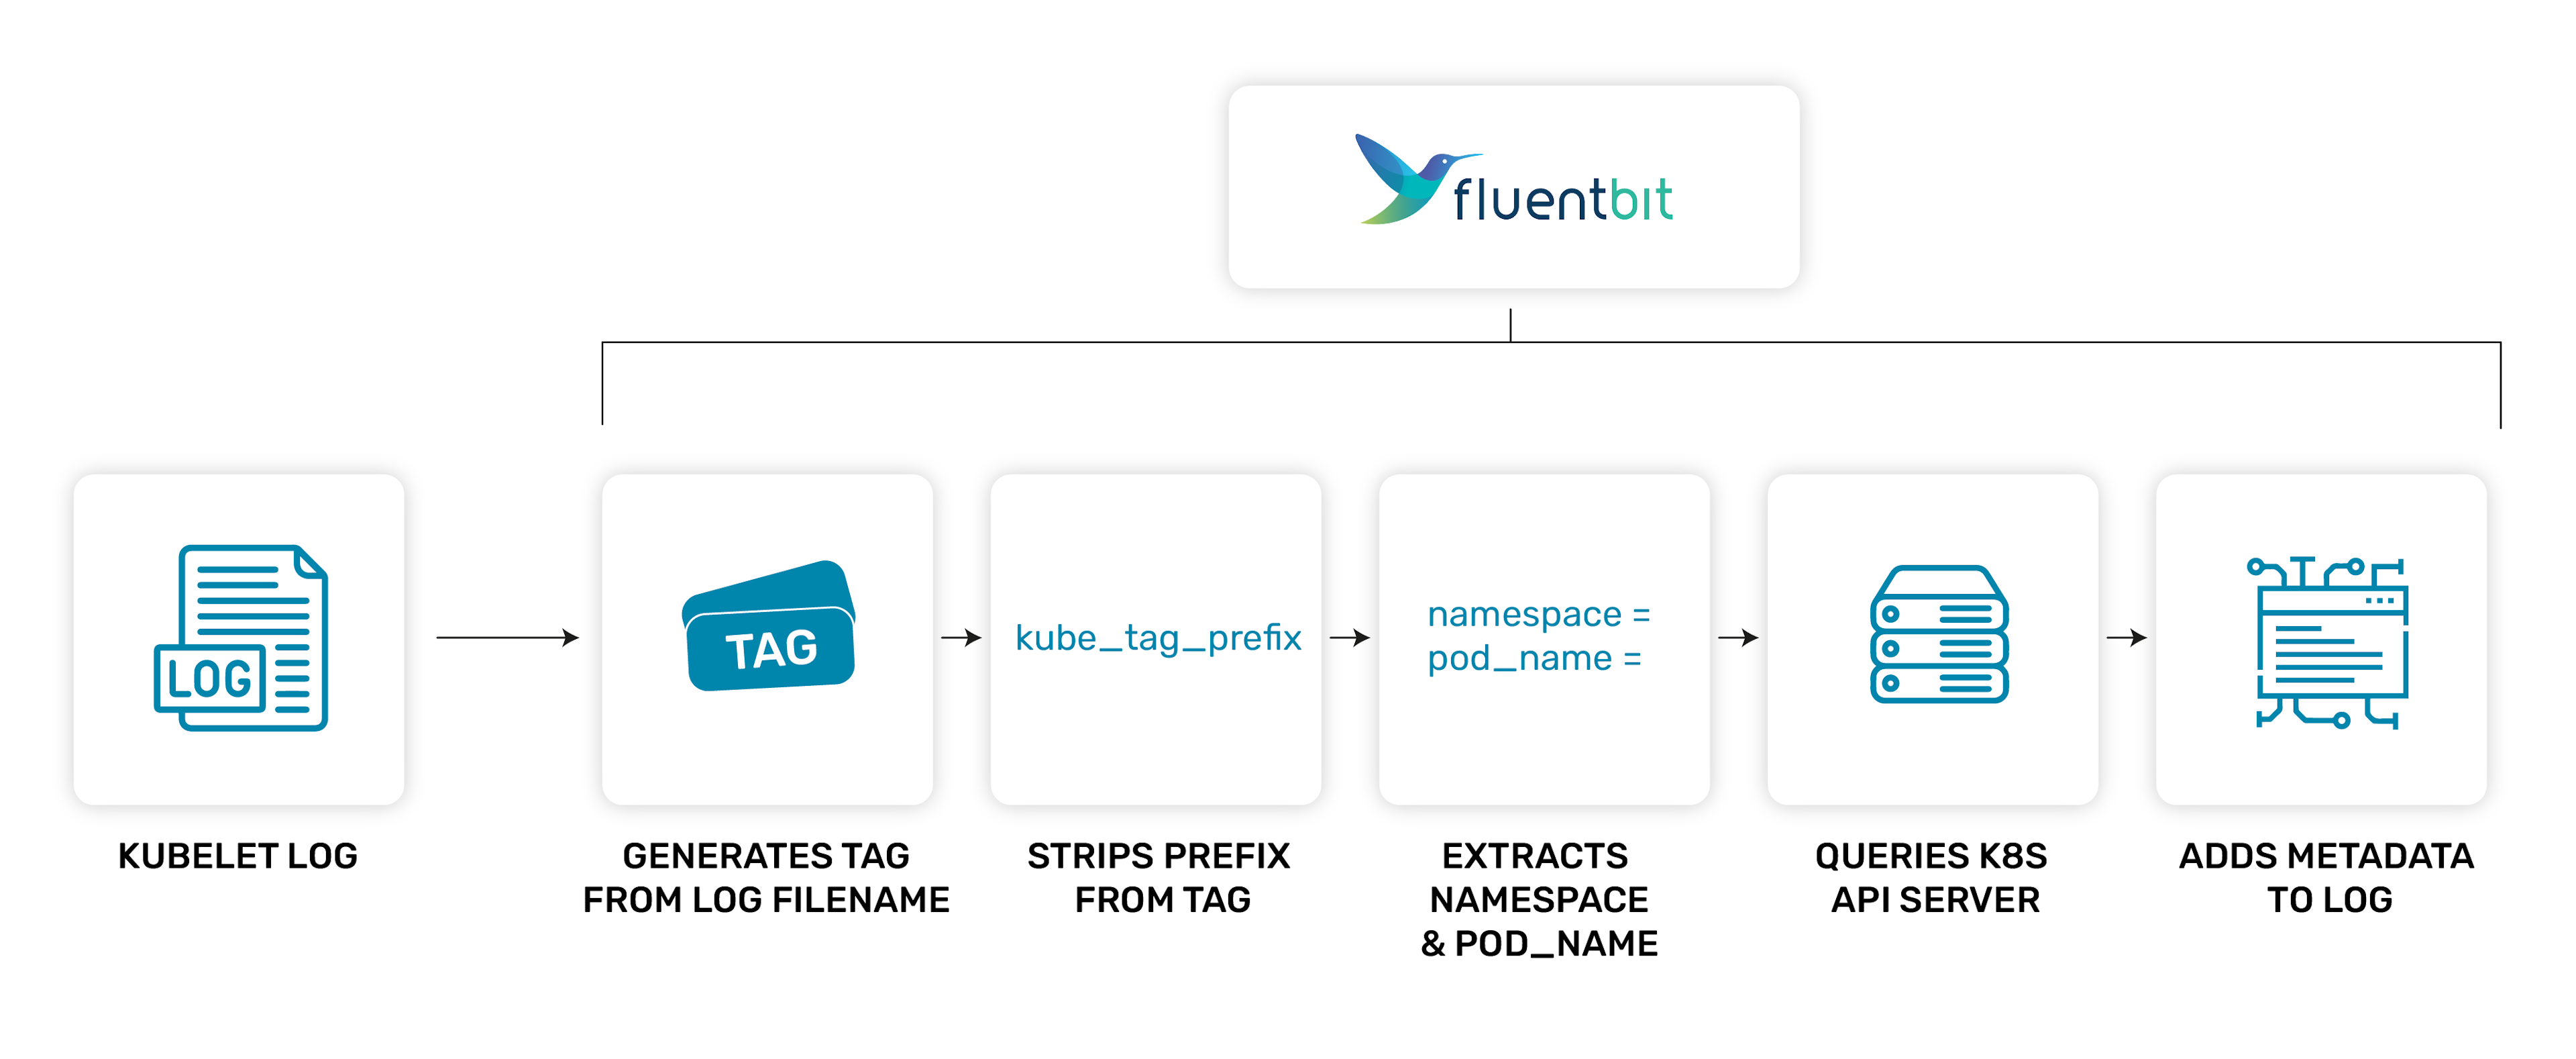 fluentbit
LOG
TAG
kube_tag_prefix
namespace =
pod_name =
KUBELET LOG
GENERATES TAG
FROM LOG FILENAME
STRIPS PREFIX
FROM TAG
EXTRACTS
NAMESPACE
& POD_NAME
QUERIES K8S
API SERVER
ADDS METADATA
TO LOG